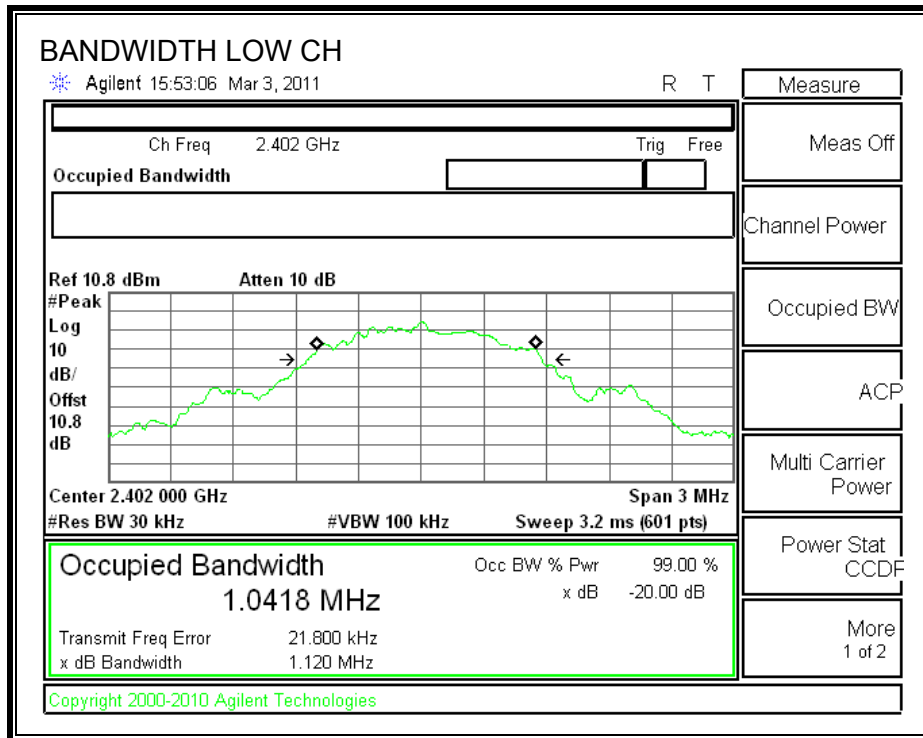 BANDWIDTH LOW CH
Agilent 15:53:06 Mar 3, 2011 R T
Measure
Ch Freq 2.402 GHz Trig Free
Occupied Bandwidth
Meas Off
Channel Power
Occupied BW
ACP
Multi Carrier
Power
Power Stat
CCDF
More
1 of 2
Ref 10.8 dBm Atten 10 dB
#Peak
Log
10
dB/
Offst
10.8
dB
Center 2.402 000 GHz Span 3 MHz
#Res BW 30 kHz #VBW 100 kHz Sweep 3.2 ms (601 pts)
Occupied Bandwidth Occ BW % Pwr 99.00 %
1.0418 MHz x dB -20.00 dB
Transmit Freq Error 21.800 kHz
x dB Bandwidth 1.120 MHz
Copyright 2000-2010 Agilent Technologies